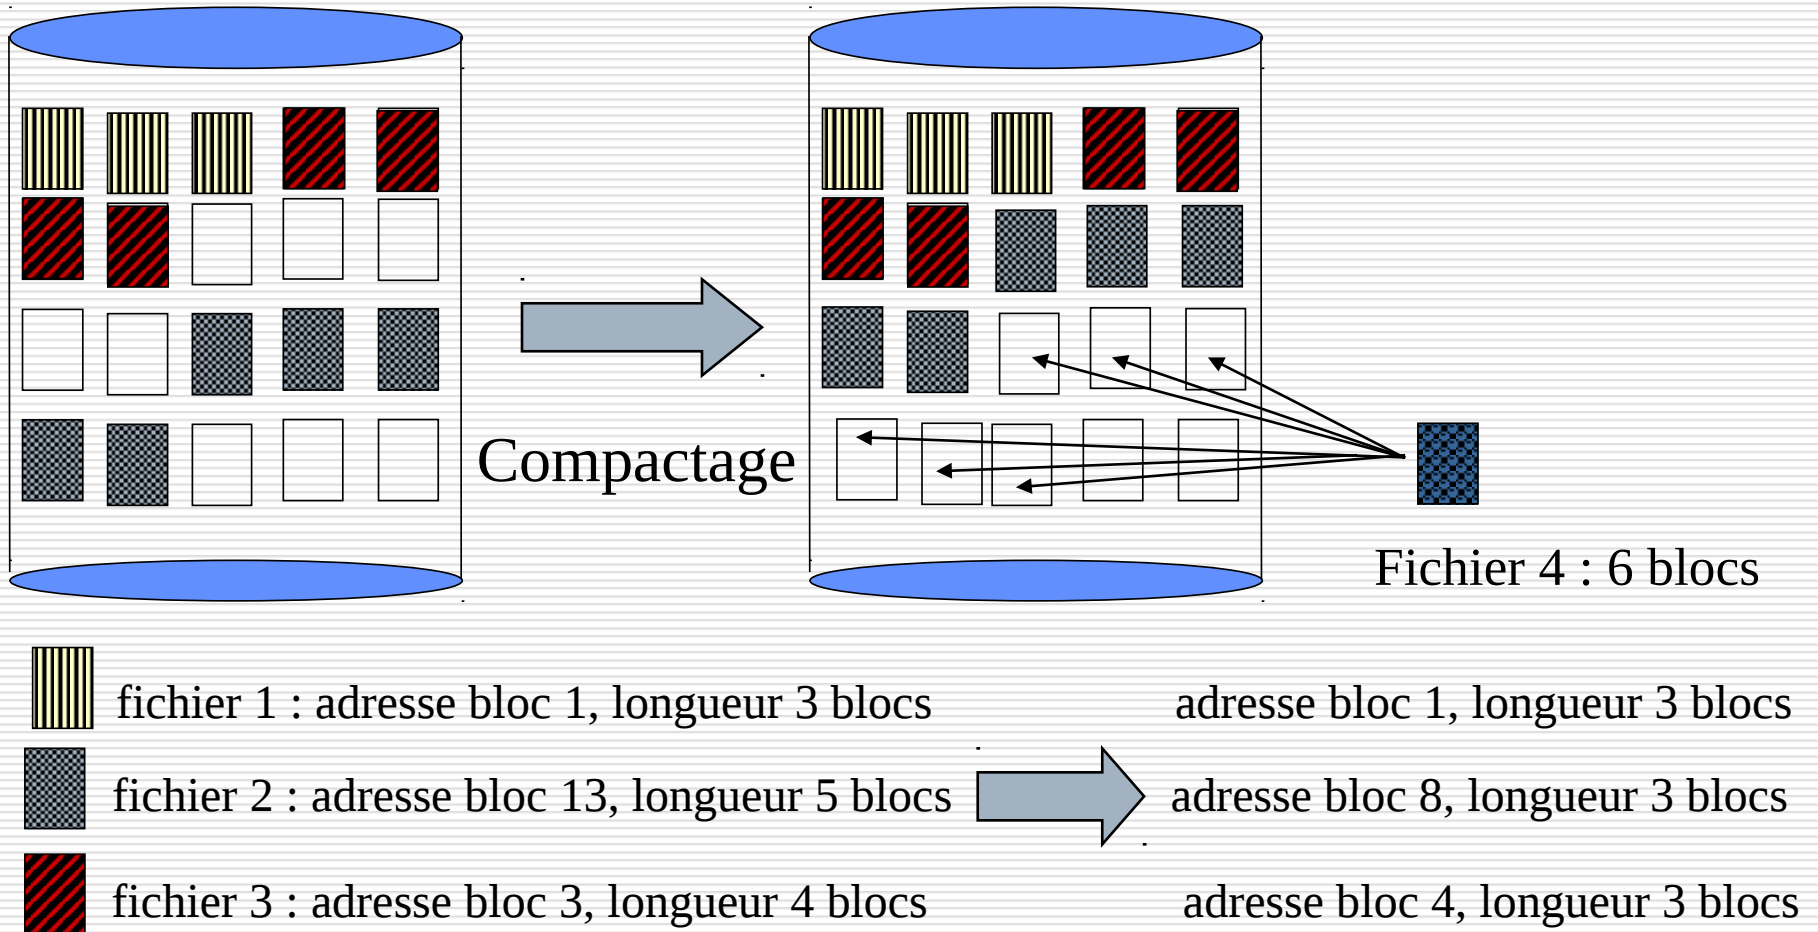 Compactage
Fichier 4 : 6 blocs
fichier 1 : adresse bloc 1, longueur 3 blocs
adresse bloc 1, longueur 3 blocs
fichier 2 : adresse bloc 13, longueur 5 blocs
adresse bloc 8, longueur 3 blocs
fichier 3 : adresse bloc 3, longueur 4 blocs
adresse bloc 4, longueur 3 blocs